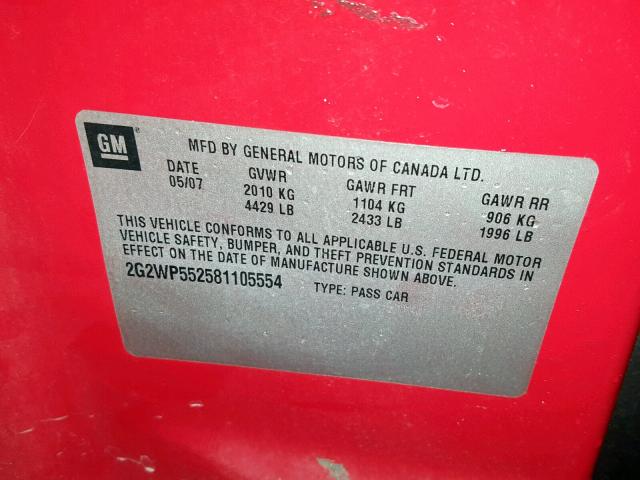 GM ®
MFD BY GENERAL MOTORS OF CANADA LTD.
DATE GVWR GAWR FRT GAWR RR
05/07 2010 KG 1104 KG 906 KG
4429 LB 2433 LB 1996 LB
THIS VEHICLE CONFORMS TO ALL APPLICABLE U.S. FEDERAL MOTOR
VEHICLE SAFETY, BUMPER, AND THEFT PREVENTION STANDARDS IN
EFFECT ON THE DATE OF MANUFACTURE SHOWN ABOVE.
2G2WP552581105554 TYPE: PASS CAR